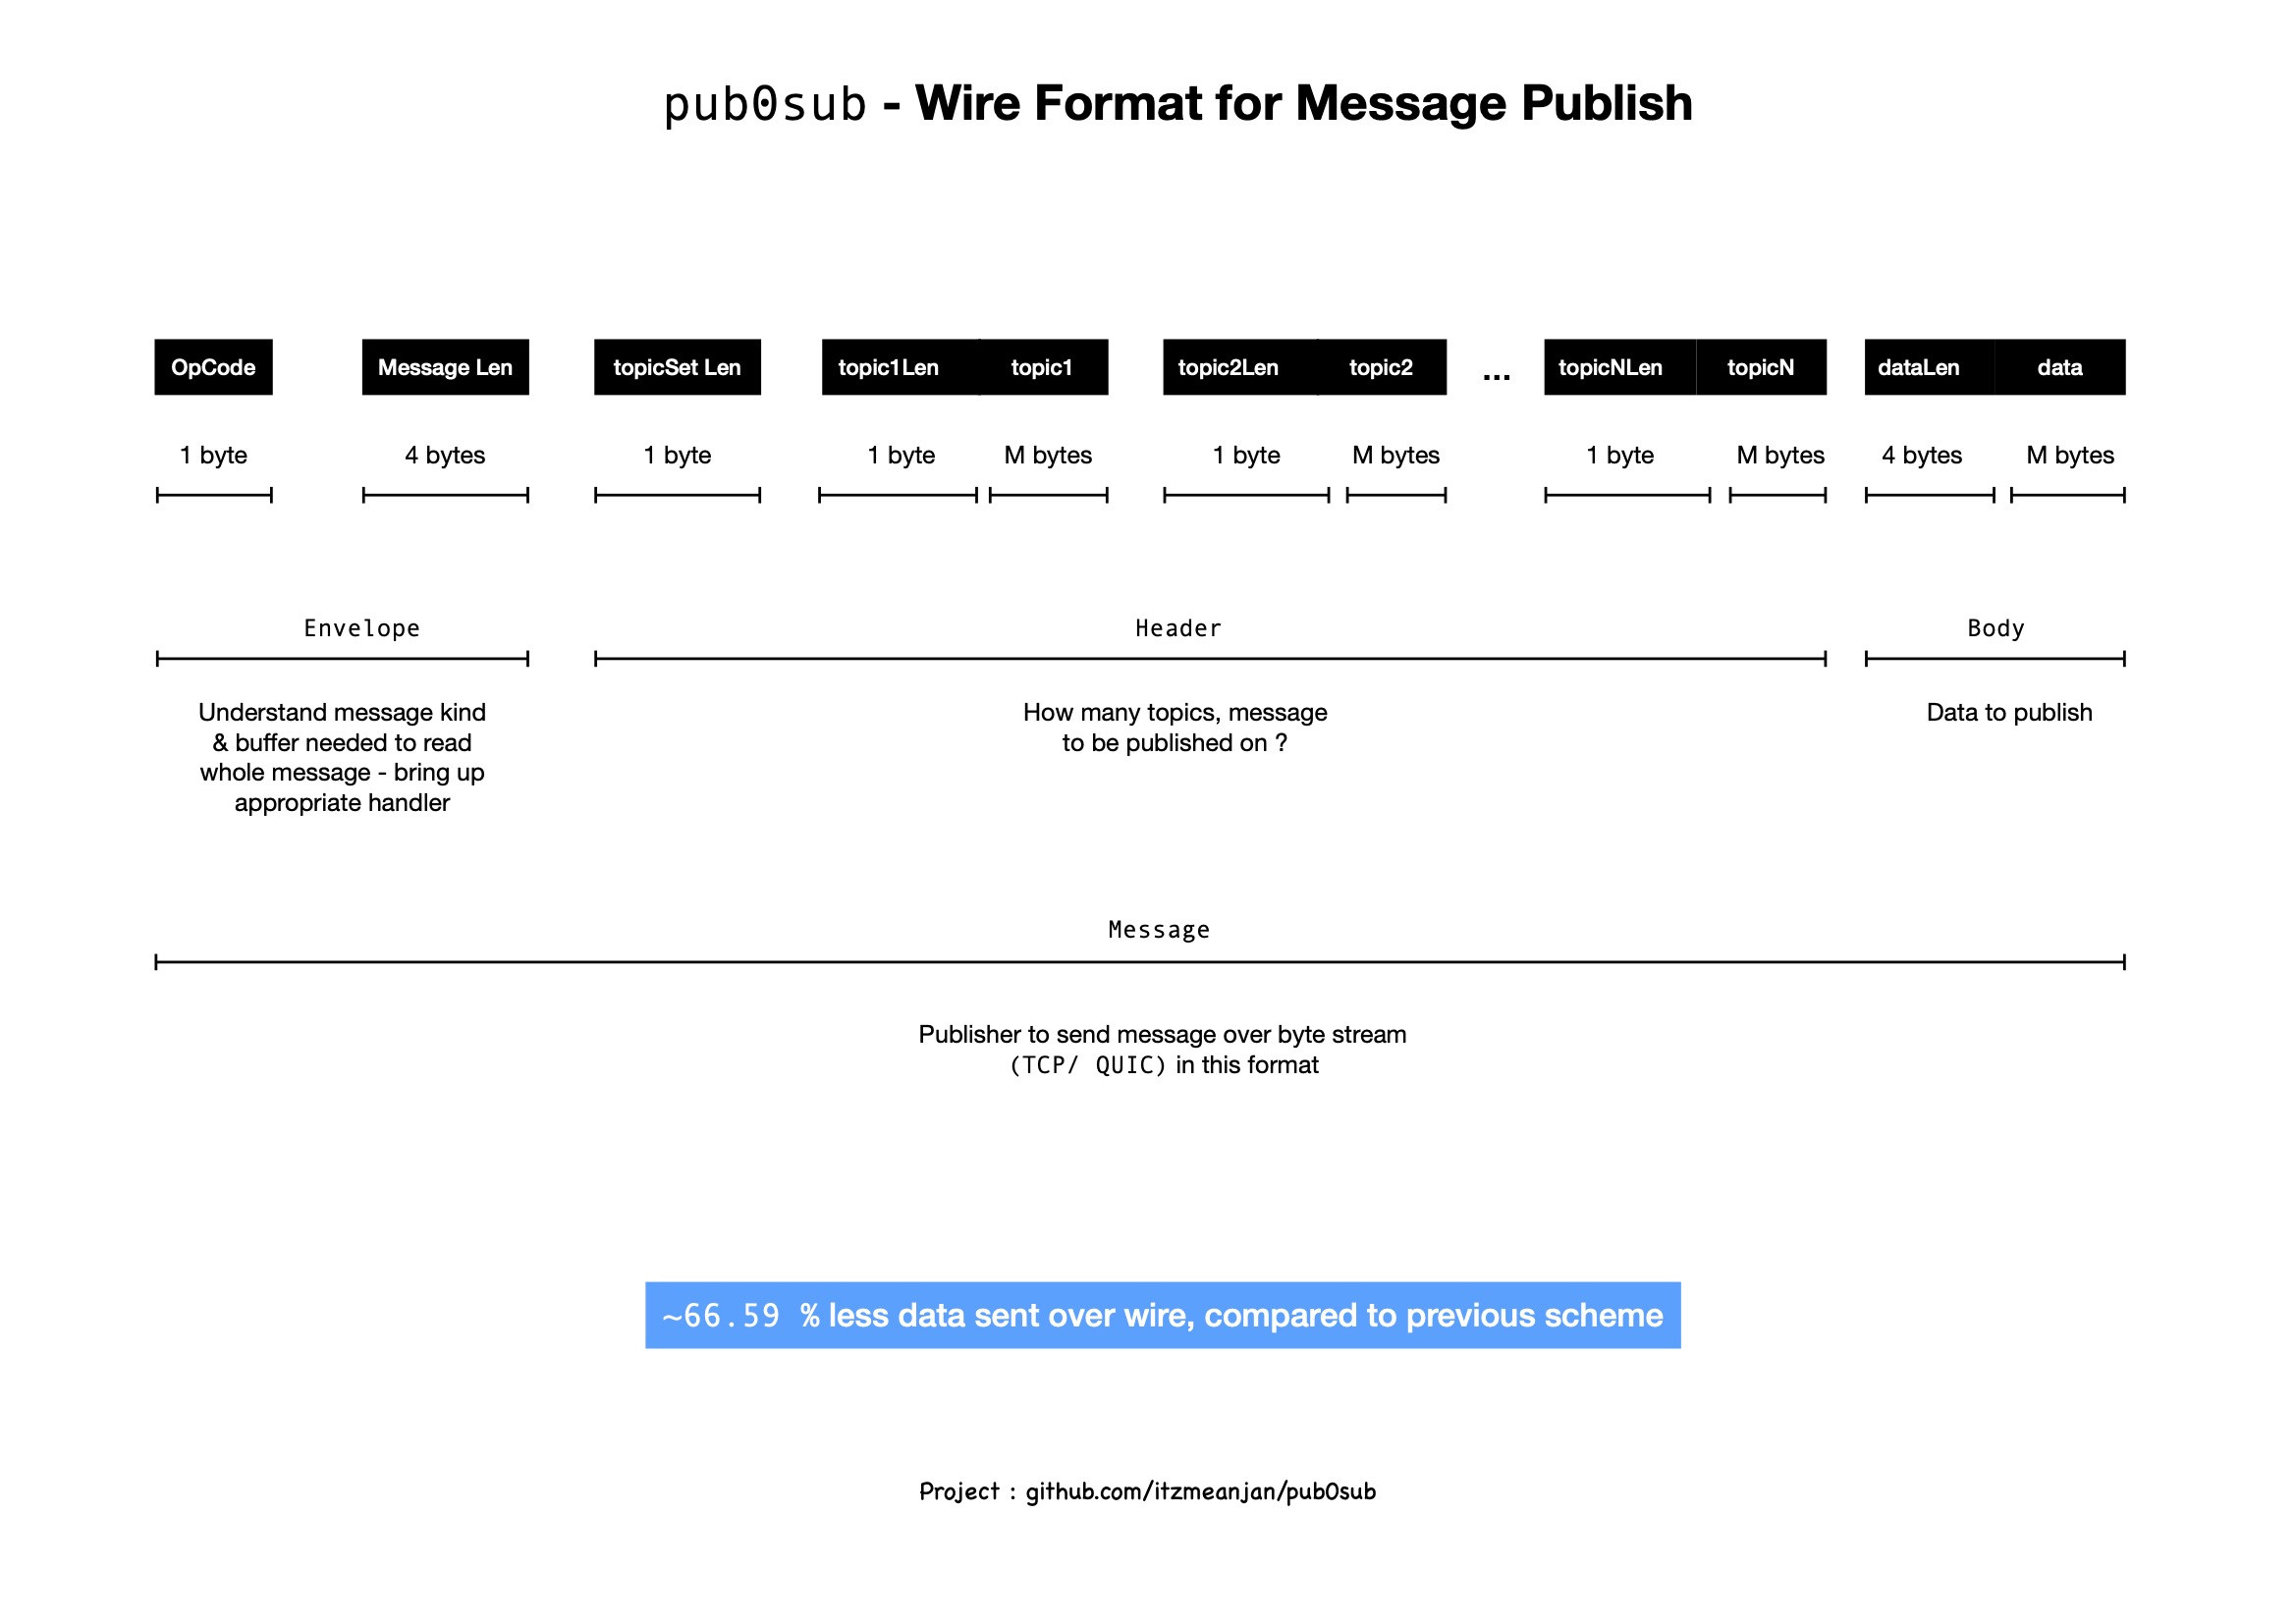 pub0sub - Wire Format for Message Publish
OpCode Message Len topicSet Len topic1Len topic1 topic2Len topic2 ... topicNLen topicN dataLen data
1 byte 4 bytes 1 byte 1 byte M bytes 1 byte M bytes 1 byte M bytes 4 bytes M bytes
Envelope Header Body
Understand message kind
& buffer needed to read
whole message - bring up
appropriate handler
How many topics, message
to be published on ?
Data to publish
Message
Publisher to send message over byte stream
(TCP/ QUIC) in this format
~66.59 % less data sent over wire, compared to previous scheme
Project : github.com/itzmeanjan/pub0sub